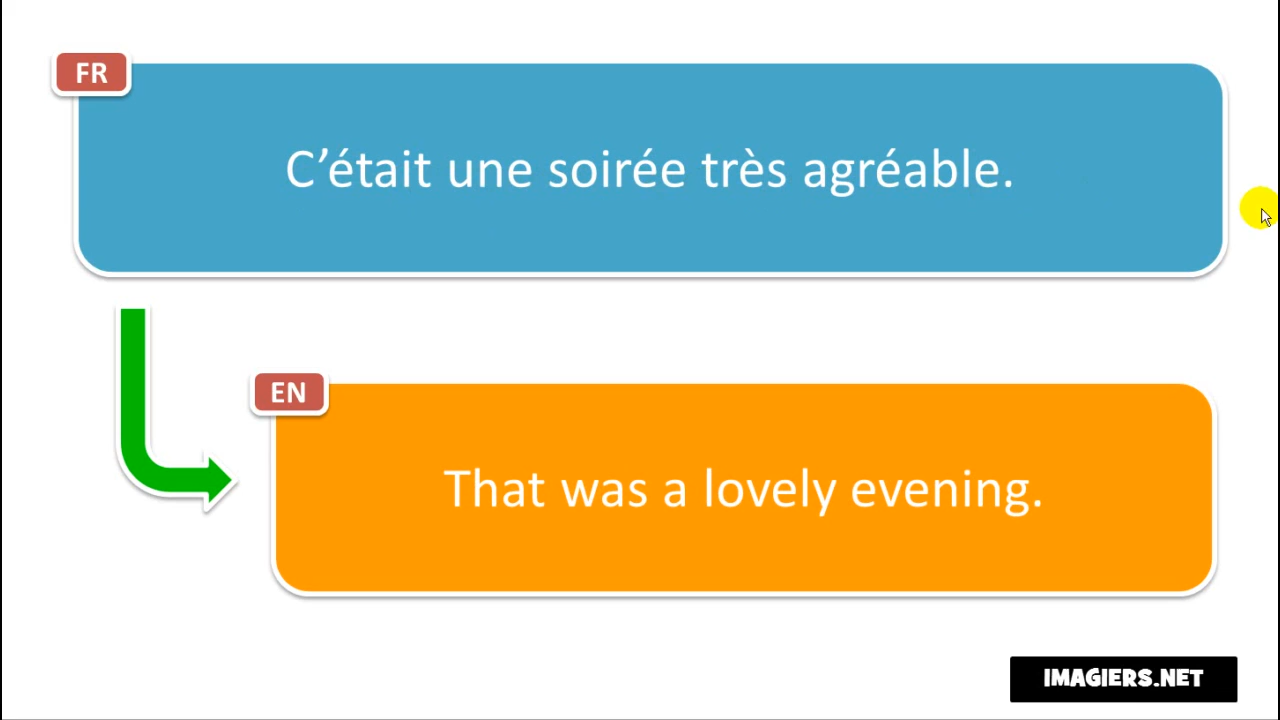 FR
C’était une soirée très agréable.
EN
That was a lovely evening.
IMAGIERS.NET